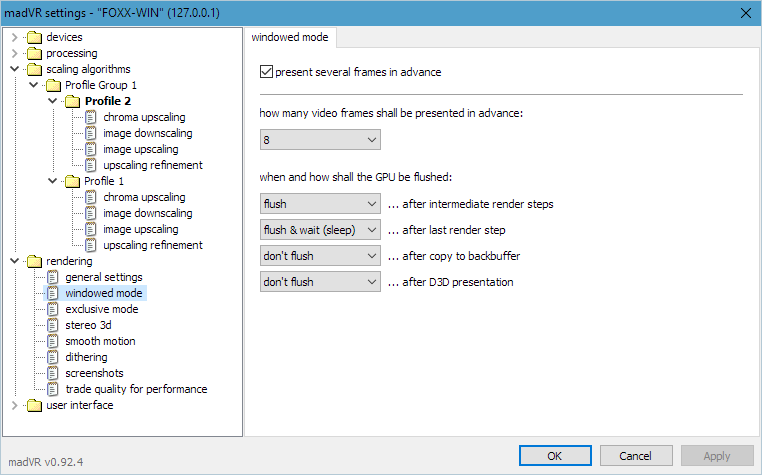 madVR settings - "FOXX-WIN" (127.0.0.1)
devices
processing
scaling algorithms
Profile Group 1
Profile 2
chroma upscaling
image downscaling
image upscaling
upscaling refinement
Profile 1
chroma upscaling
image downscaling
image upscaling
upscaling refinement
rendering
general settings
windowed mode
exclusive mode
stereo 3d
smooth motion
dithering
screenshots
trade quality for performance
user interface
windowed mode
present several frames in advance
how many video frames shall be presented in advance:
8
when and how shall the GPU be flushed:
flush ... after intermediate render steps
flush & wait (sleep) ... after last render step
don't flush ... after copy to backbuffer
don't flush ... after D3D presentation
madVR v0.92.4
OK Cancel Apply